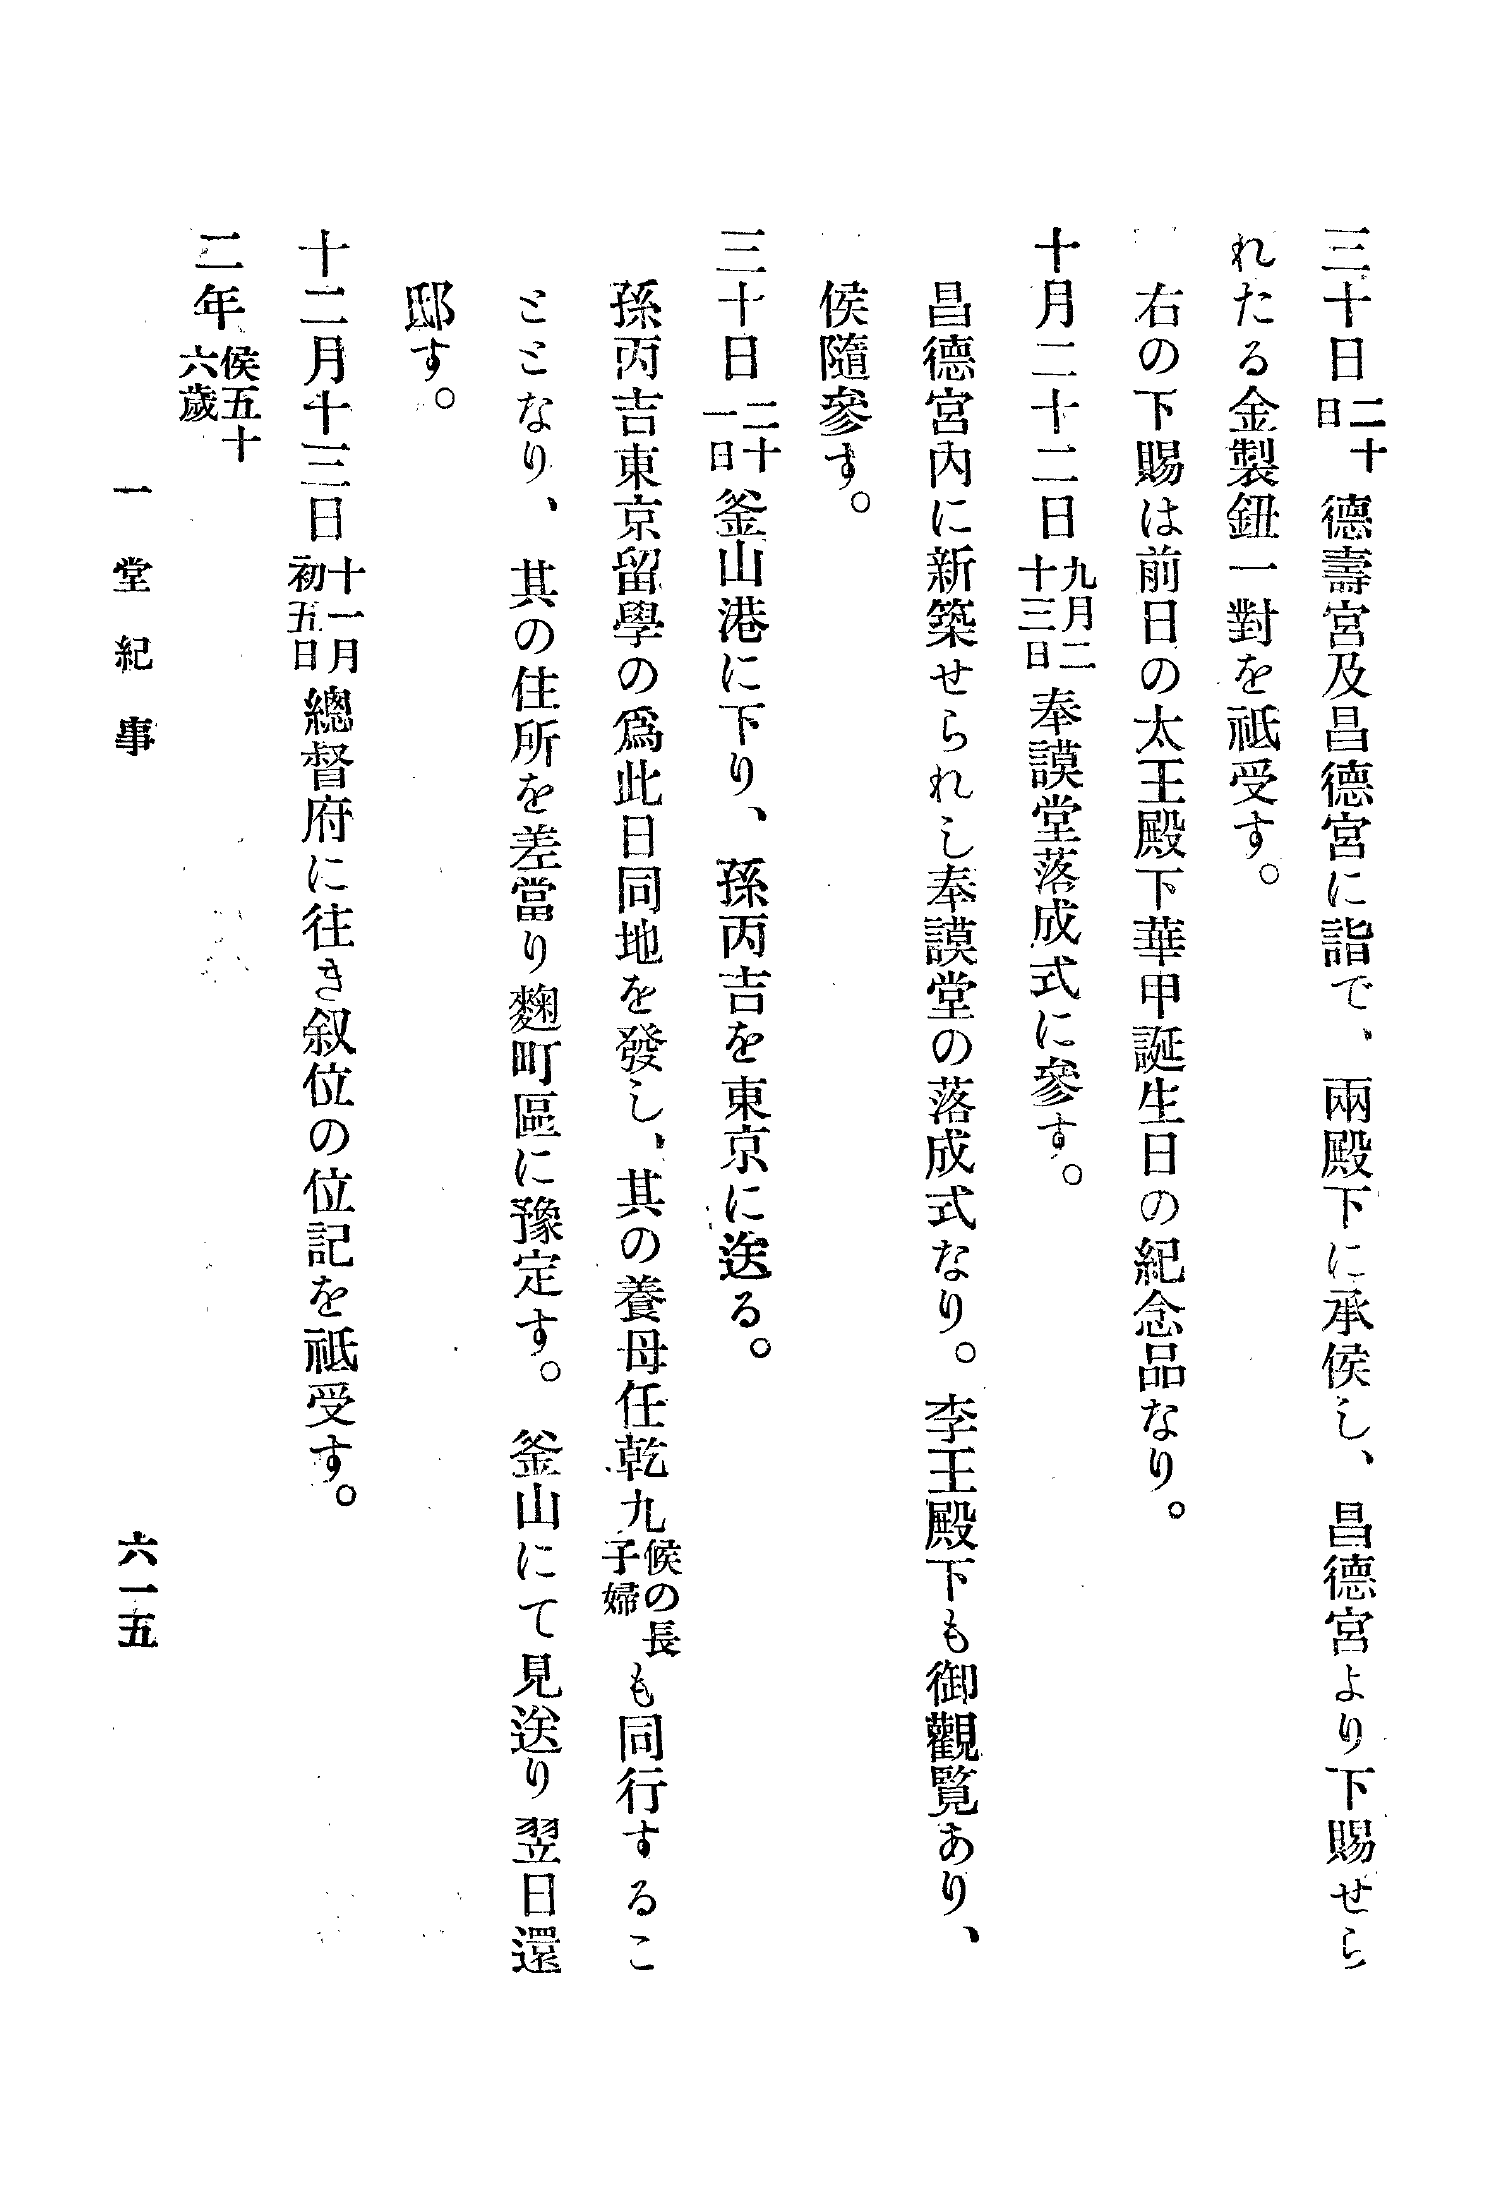 三十日二十日德壽宮及昌德宮に詣で、兩殿下に承侯し、昌德宮より下賜せら
れたる金製鈕一對を祗受す。
右の下賜は前日の太王殿下華甲誕生日の紀念品なり。
十月二十二日九月二十三日奉謨堂落成式に參す。
昌德宮內に新築せられし奉謨堂の落成式なり。李王殿下も御觀覽あり、
侯隨參す。
三十日二十一日釜山港に下り、孫丙吉を東京に送る。
孫丙吉東京留學の爲此日同地を發し、其の養母任乾九候の長子婦も同行するこ
ととなり、其の住所を差當り麴町區に豫定す。釜山にて見送り翌日還
邸す。
十二月十三日十一月初五日總督府に往き叙位の位記を祗受す。
二年侯五十六歲
一堂紀事
六一五